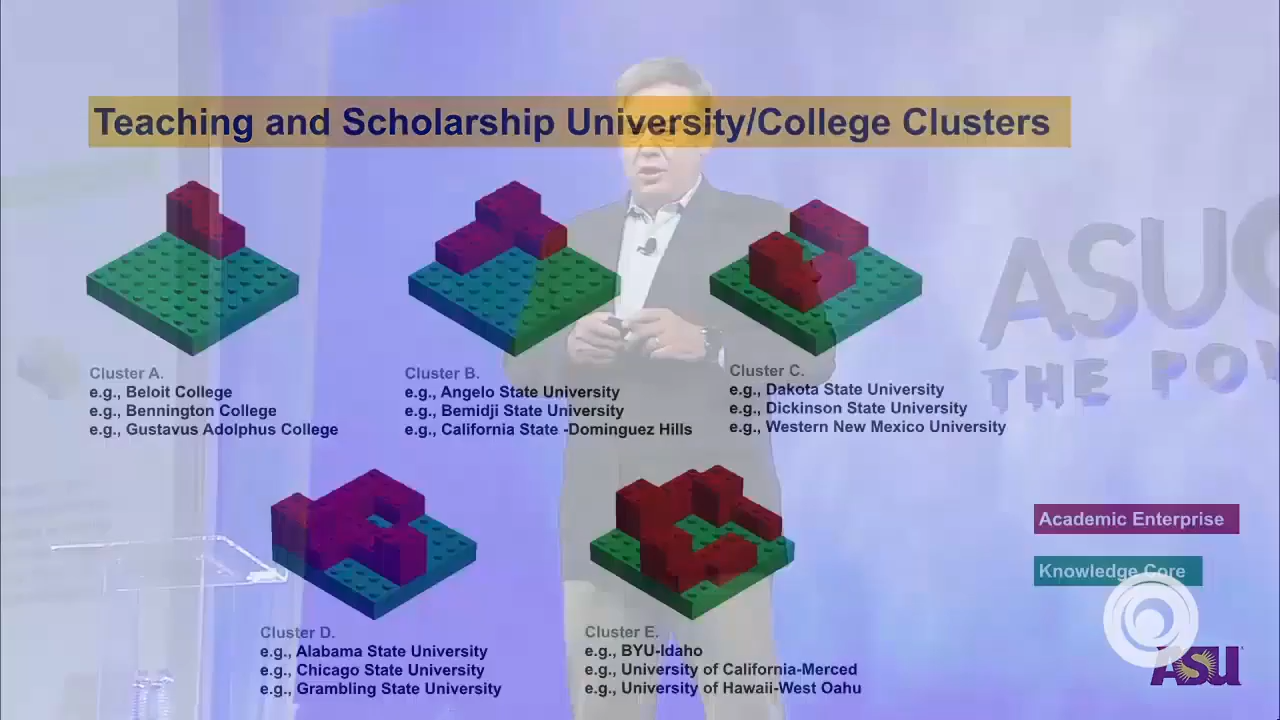 Teaching and Scholarship University/College Clusters
Cluster A.
e.g., Beloit College
e.g., Bennington College
e.g., Gustavus Adolphus College
Cluster B.
e.g., Angelo State University
e.g., Bemidji State University
e.g., California State -Dominguez Hills
Cluster C.
e.g., Dakota State University
e.g., Dickinson State University
e.g., Western New Mexico University
ASU
THE
Cluster D.
e.g., Alabama State University
e.g., Chicago State University
e.g., Grambling State University
Cluster E.
e.g., BYU-Idaho
e.g., University of California-Merced
e.g., University of Hawaii-West Oahu
Academic Enterprise
Knowledge Core
ASU